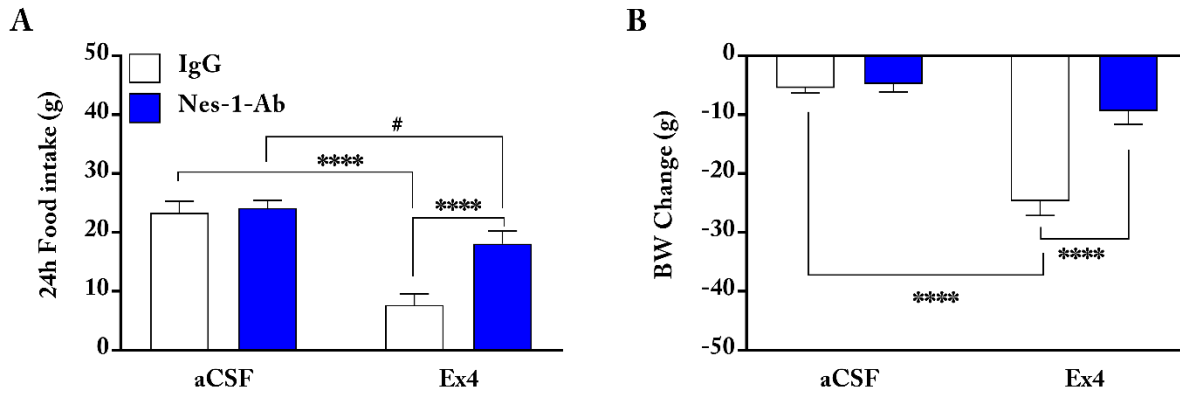 A
24h Food intake (g)
50
40
30
20
10
0
IgG
Nes-1-Ab
#
****
****
aCSF
Ex4
B
BW Change (g)
0
-10
-20
-30
-40
-50
****
****
aCSF
Ex4